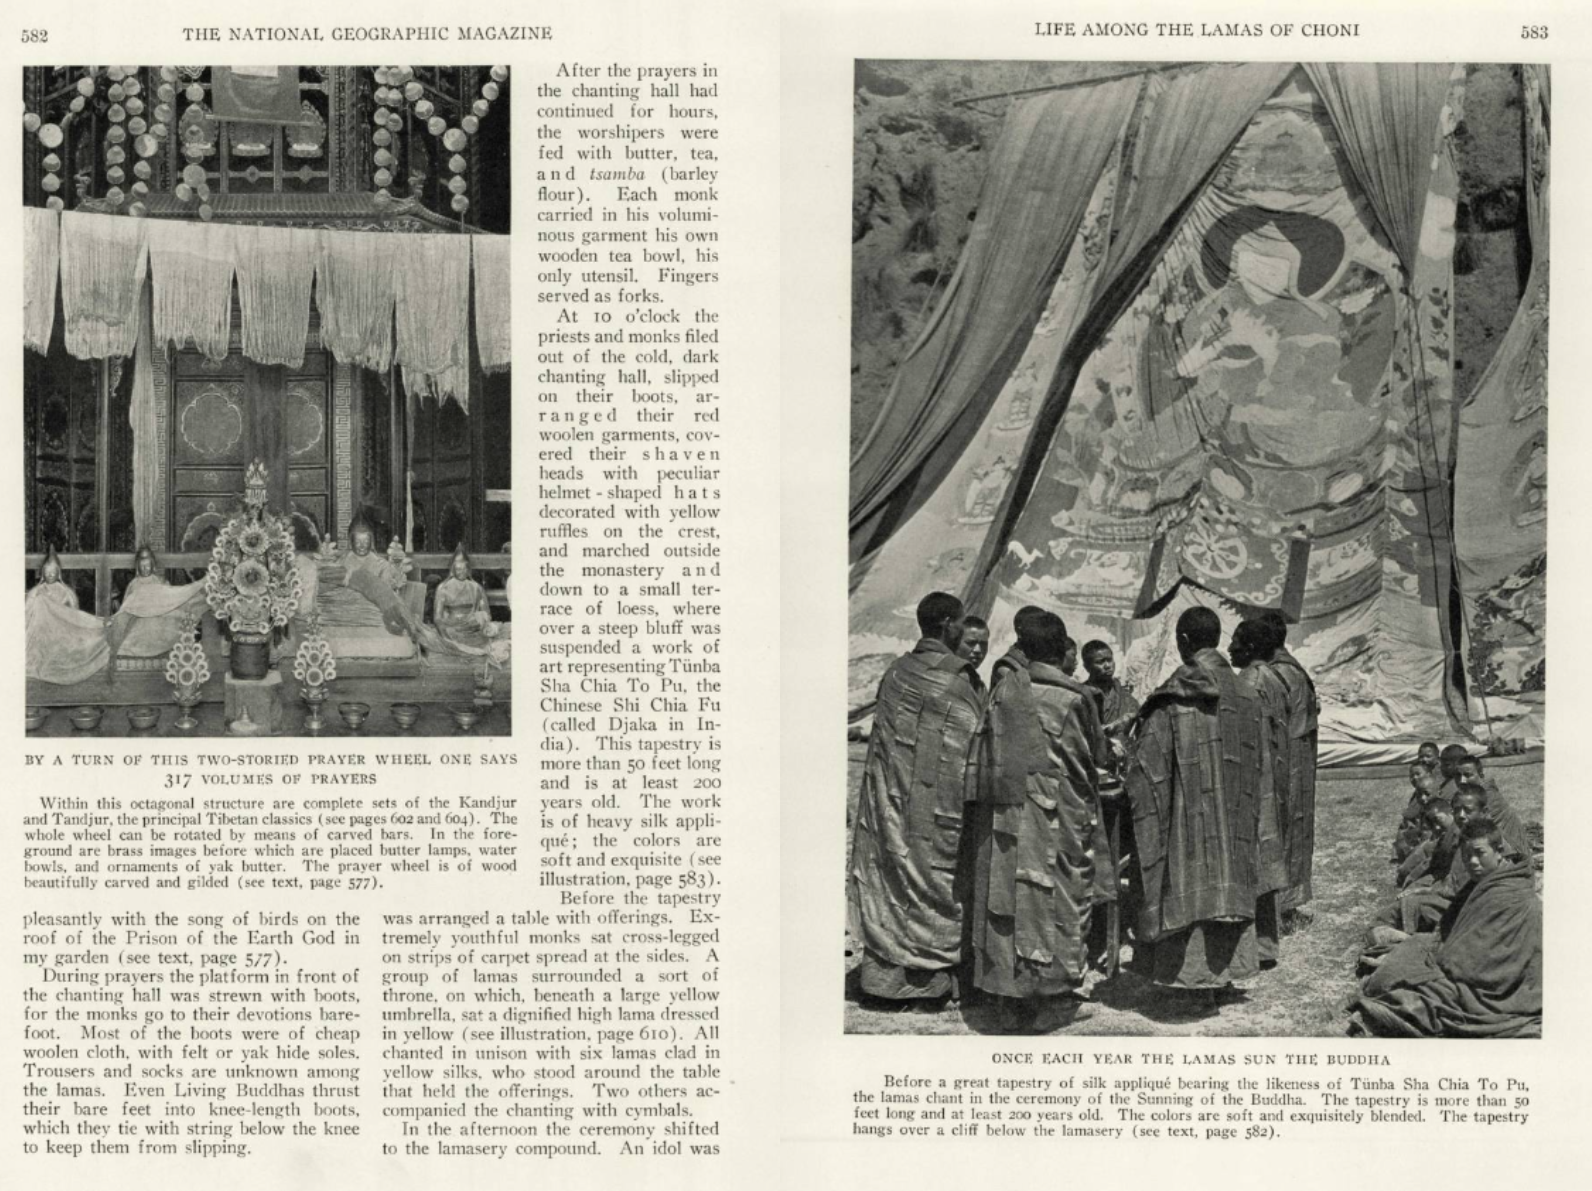 582
THE NATIONAL GEOGRAPHIC MAGAZINE
BY A TURN OF THIS TWO-STORIED PRAYER WHEEL ONE SAYS
317 VOLUMES OF PRAYERS
Within this octagonal structure are complete sets of the Kandjur
and Tandjur, the principal Tibetan classics (see pages 602 and 604). The
whole wheel can be rotated by means of carved bars. In the fore-
ground are brass images before which are placed butter lamps, water
bowls, and ornaments of yak butter. The prayer wheel is of wood
beautifully carved and gilded (see text, page 577).
pleasantly with the song of birds on the
roof of the Prison of the Earth God in
my garden (see text, page 577).
During prayers the platform in front of
the chanting hall was strewn with boots,
for the monks go to their devotions bare-
foot. Most of the boots were of cheap
woolen cloth, with felt or yak hide soles.
Trousers and socks are unknown among
the lamas. Even Living Buddhas thrust
their bare feet into knee-length boots,
which they tie with string below the knee
to keep them from slipping.
After the prayers in
the chanting hall had
continued for hours,
the worshipers were
fed with butter, tea,
and tsamba (barley
flour). Each monk
carried in his volumi-
nous garment his own
wooden tea bowl, his
only utensil. Fingers
served as forks.
At 10 o'clock the
priests and monks filed
out of the cold, dark
chanting hall, slipped
on their boots, ar-
ranged their red
woolen garments, cov-
ered their shaven
heads with peculiar
helmet-shaped hats
decorated with yellow
ruffles on the crest,
and marched outside
the monastery and
down to a small ter-
race of loess, where
over a steep bluff was
suspended a work of
art representing Tünba
Sha Chia To Pu, the
Chinese Shi Chia Fu
(called Djaka in In-
dia). This tapestry is
more than 50 feet long
and is at least 200
years old. The work
is of heavy silk appli-
qué; the colors are
soft and exquisite (see
illustration, page 583).
Before the tapestry
was arranged a table with offerings. Ex-
tremely youthful monks sat cross-legged
on strips of carpet spread at the sides. A
group of lamas surrounded a sort of
throne, on which, beneath a large yellow
umbrella, sat a dignified high lama dressed
in yellow (see illustration, page 610). All
chanted in unison with six lamas clad in
yellow silks, who stood around the table
that held the offerings. Two others ac-
companied the chanting with cymbals.
In the afternoon the ceremony shifted
to the lamasery compound. An idol was
LIFE AMONG THE LAMAS OF CHONI
583
ONCE EACH YEAR THE LAMAS SUN THE BUDDHA
Before a great tapestry of silk appliqué bearing the likeness of Tünba Sha Chia To Pu,
the lamas chant in the ceremony of the Sunning of the Buddha. The tapestry is more than 50
feet long and at least 200 years old. The colors are soft and exquisitely blended. The tapestry
hangs over a cliff below the lamasery (see text, page 582).